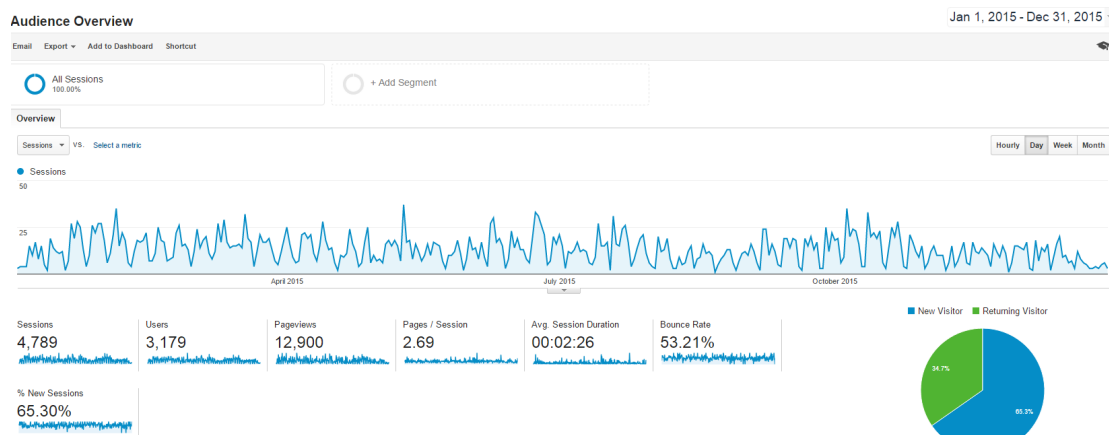 Audience Overview
Jan 1, 2015 - Dec 31, 2015
Email Export Add to Dashboard Shortcut
All Sessions
100.00%
+ Add Segment
Overview
Sessions VS. Select a metric
Hourly Day Week Month
Sessions
50
25
April 2015 July 2015 October 2015
New Visitor Returning Visitor
Sessions
4,789
Users
3,179
Pageviews
12,900
Pages / Session
2.69
Avg. Session Duration
00:02:26
Bounce Rate
53.21%
% New Sessions
65.30%
34.7%
65.3%